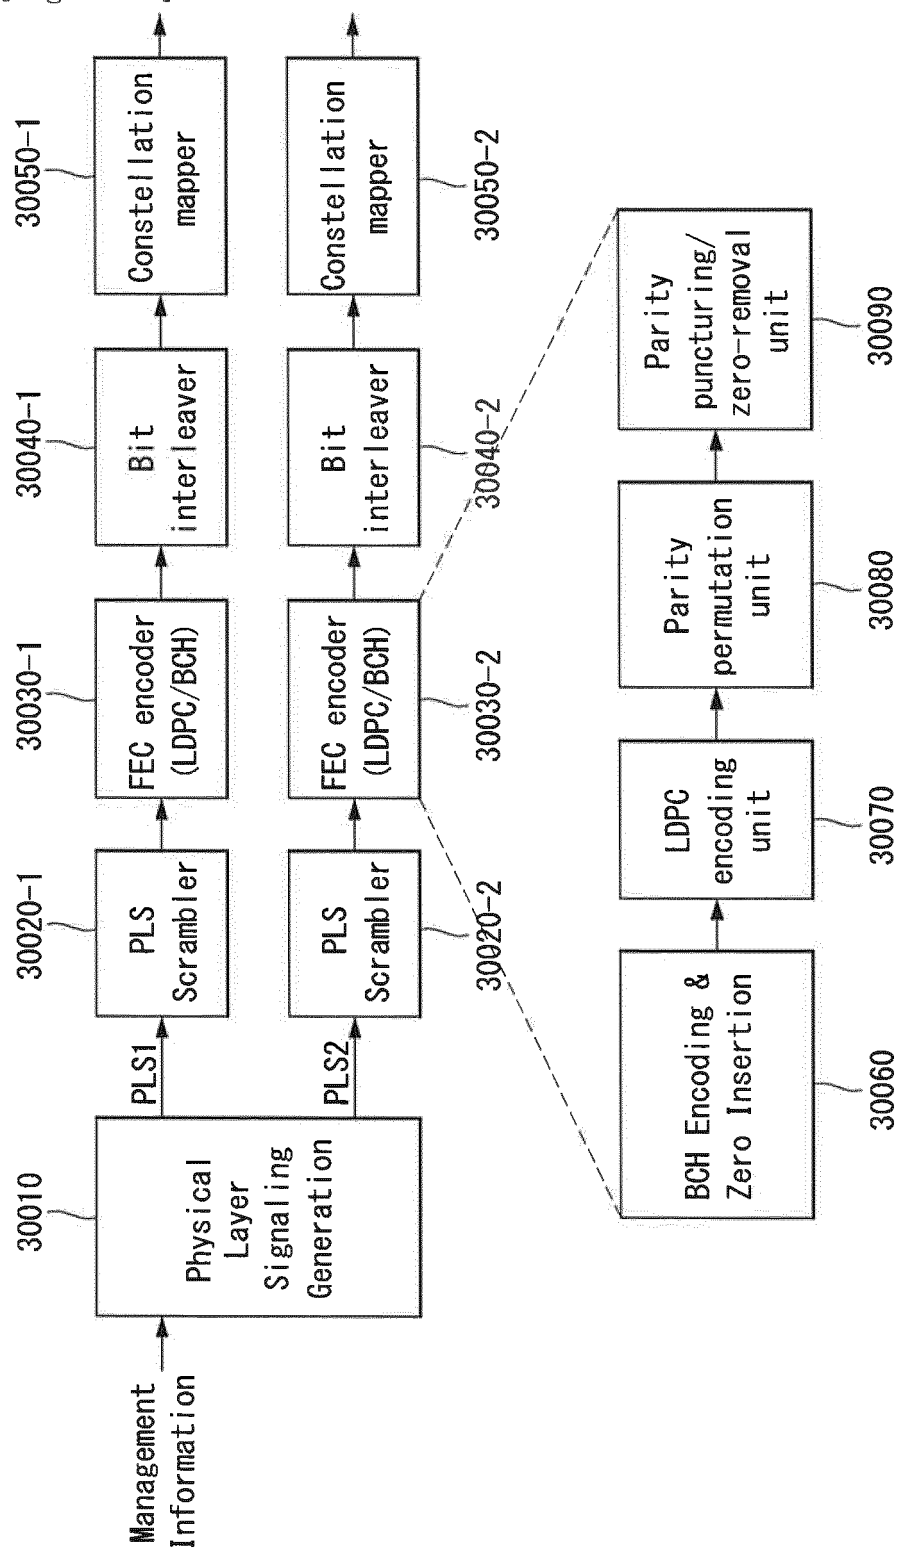 Management
Information
30010
Physical
Layer
Signaling
Generation
PLS1
30020-1
PLS
Scrambler
30030-1
FEC encoder
(LDPC/BCH)
30040-1
Bit
interleaver
30050-1
Constellation
mapper
PLS2
PLS
Scrambler
30020-2
FEC encoder
(LDPC/BCH)
30030-2
Bit
interleaver
30040-2
Constellation
mapper
30050-2
BCH Encoding &
Zero Insertion
30060
LDPC
encoding
unit
30070
Parity
permutation
unit
30080
Parity
puncturing/
zero-removal
unit
30090